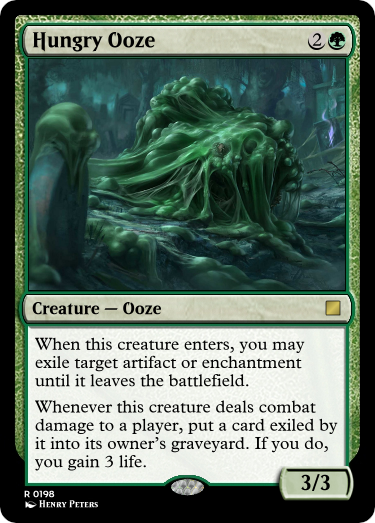 Hungry Ooze 2
Creature — Ooze
When this creature enters, you may
exile target artifact or enchantment
until it leaves the battlefield.
Whenever this creature deals combat
damage to a player, put a card exiled by
it into its owner's graveyard. If you do,
you gain 3 life.
3/3
R 0198
Henry Peters